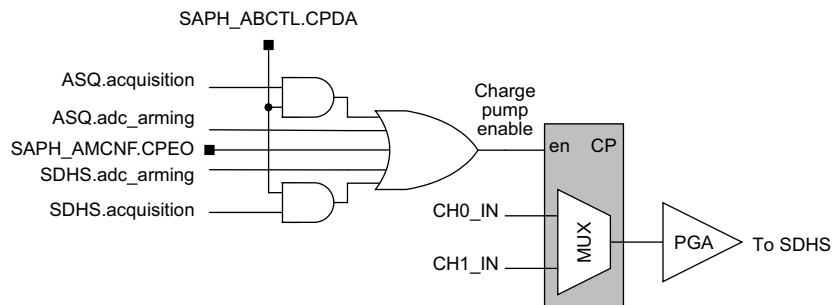 SAPH_ABCTL.CPDA
ASQ.acquisition
ASQ.adc_arming
SAPH_AMCNF.CPEO
SDHS.adc_arming
SDHS.acquisition
Charge
pump
enable
en CP
CH0_IN
CH1_IN
MUX
PGA
To SDHS